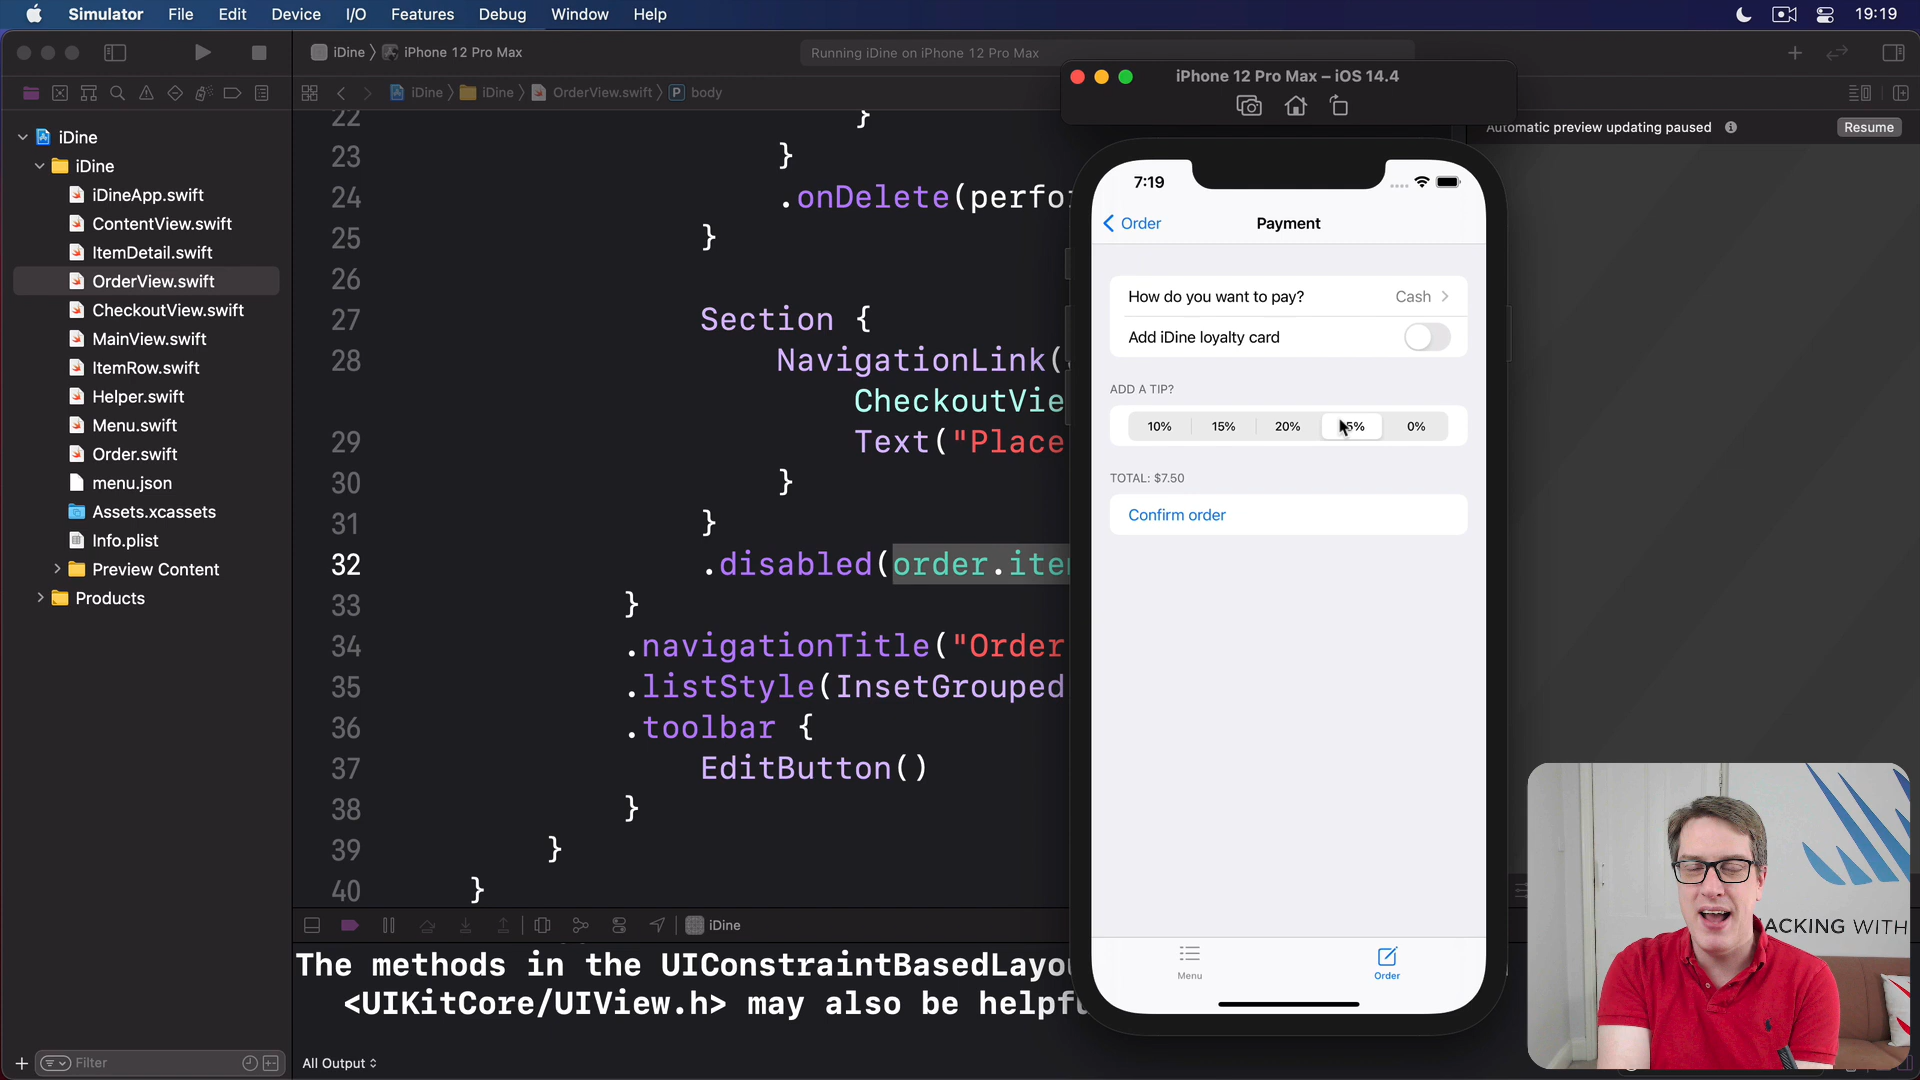 Simulator File Edit Device I/O Features Debug Window Help 19:19
iDine iPhone 12 Pro Max Running iDine on iPhone 12 Pro Max
iPhone 12 Pro Max – iOS 14.4
iDine iDine OrderView.swift body
Automatic preview updating paused Resume
iDine
iDine
iDineApp.swift
ContentView.swift
ItemDetail.swift
OrderView.swift
CheckoutView.swift
MainView.swift
ItemRow.swift
Helper.swift
Menu.swift
Order.swift
menu.json
Assets.xcassets
Info.plist
Preview Content
Products
Filter
22 }
23 }
24 .onDelete(perfo
25 }
26
27 Section {
28 NavigationLink(
CheckoutVie
29 Text("Place
30 }
31 }
32 .disabled(order.ite
33 }
34 .navigationTitle("Order
35 .listStyle(InsetGrouped
36 .toolbar {
37 EditButton()
38 }
39 }
40 }
iDine
The methods in the UIConstraintBasedLayou
<UIKitCore/UIView.h> may also be helpf
All Output
7:19
Order Payment
How do you want to pay? Cash
Add iDine loyalty card
ADD A TIP?
10% 15% 20% 5% 0%
TOTAL: $7.50
Confirm order
Menu Order
ACKING WITH